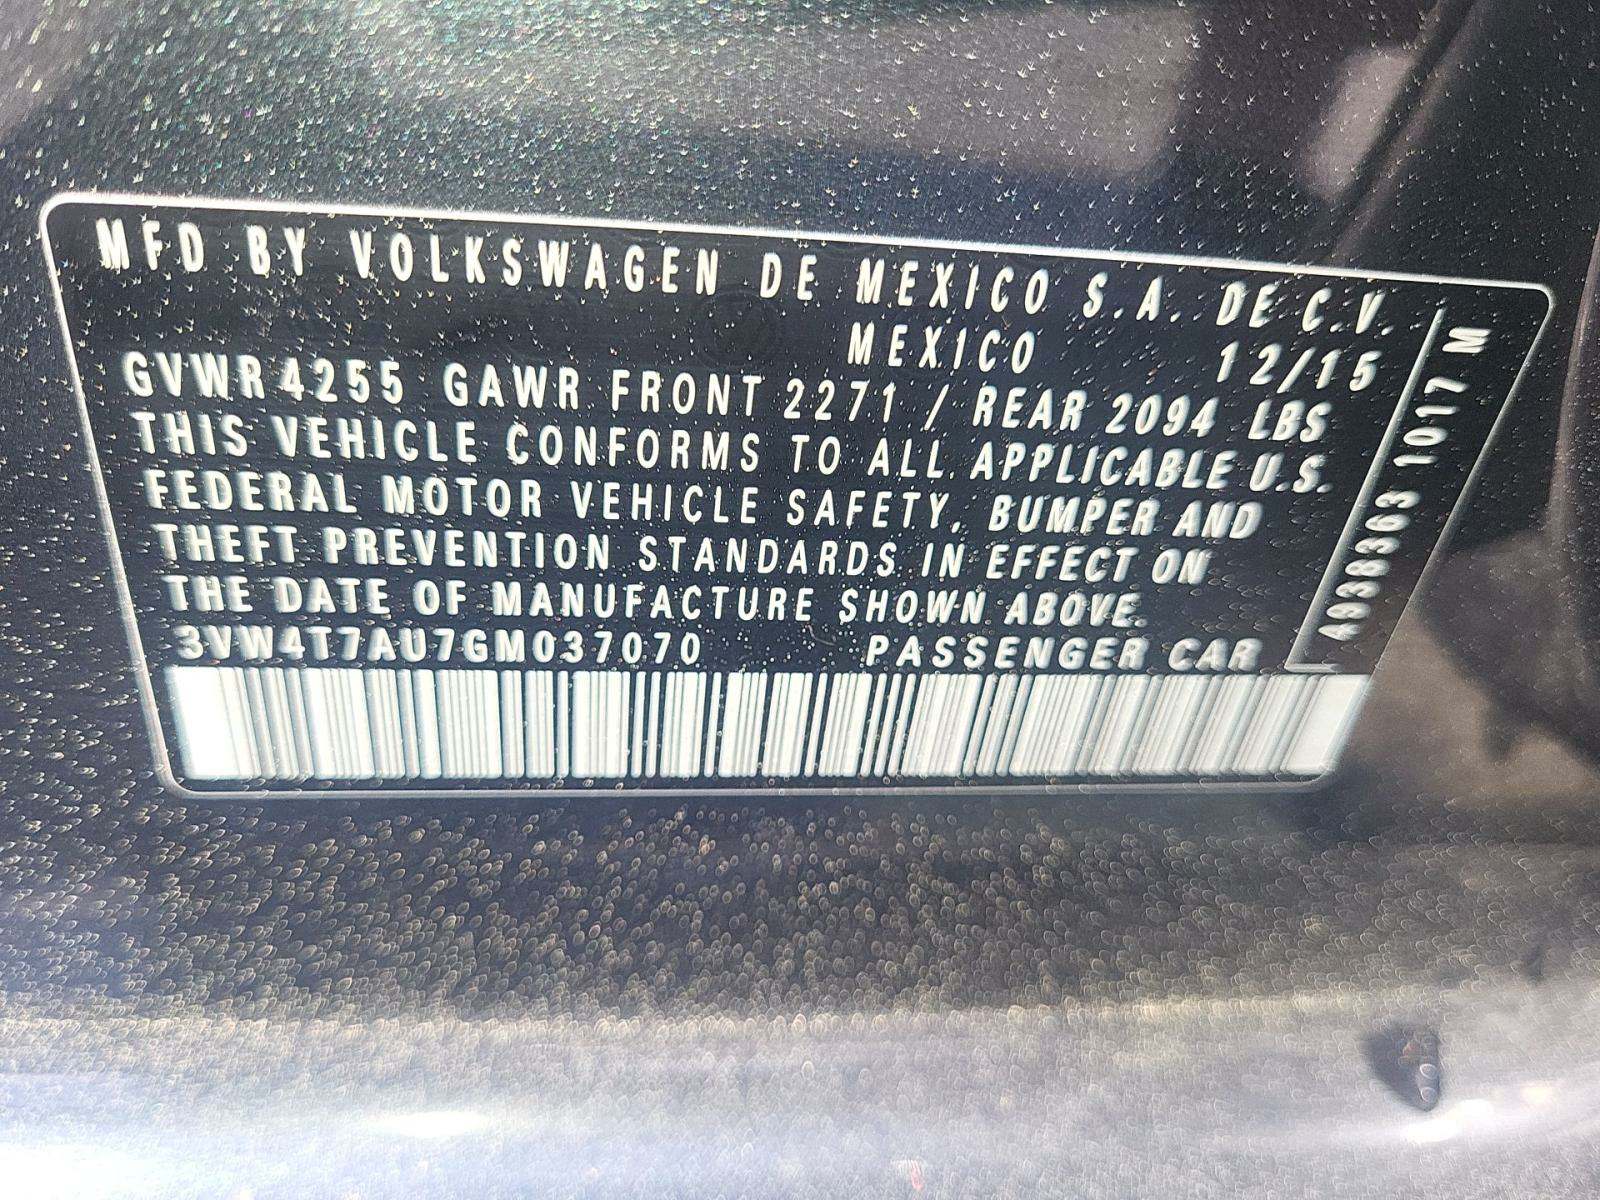 MFD BY VOLKSWAGEN DE MEXICO S.A. DE C.V.
MEXICO 12/15
GVWR 4255 GAWR FRONT 2271 / REAR 2094 LBS
THIS VEHICLE CONFORMS TO ALL APPLICABLE U.S.
FEDERAL MOTOR VEHICLE SAFETY, BUMPER AND
THEFT PREVENTION STANDARDS IN EFFECT ON
THE DATE OF MANUFACTURE SHOWN ABOVE.
3VW4T7AU7GM037070 PASSENGER CAR
A938363 1017 M